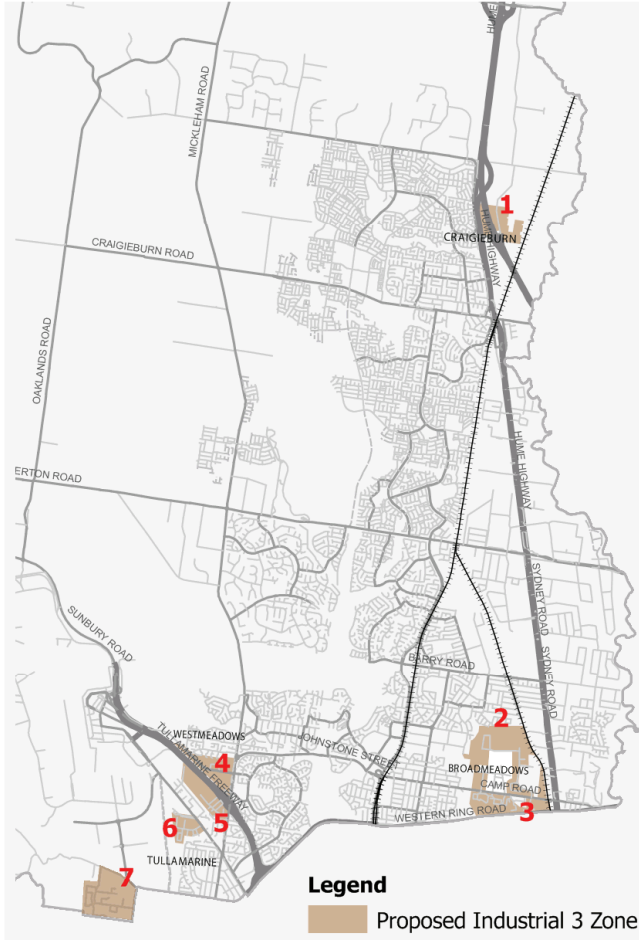 HUME
MICKLEHAM ROAD
1
CRAIGIEBURN
HUME HIGHWAY
CRAIGIEBURN ROAD
OAKLANDS ROAD
HUME HIGHWAY
ERTON ROAD
SUNBURY ROAD
SYDNEY ROAD
BARRY ROAD
SYDNEY ROAD
2
WESTMEADOWS
JOHNSTONE STREET
TULLAMARINE FREEWAY
4
BROADMEADOWS
CAMP ROAD
WESTERN RING ROAD
3
5
6
TULLAMARINE
7
Legend
Proposed Industrial 3 Zone